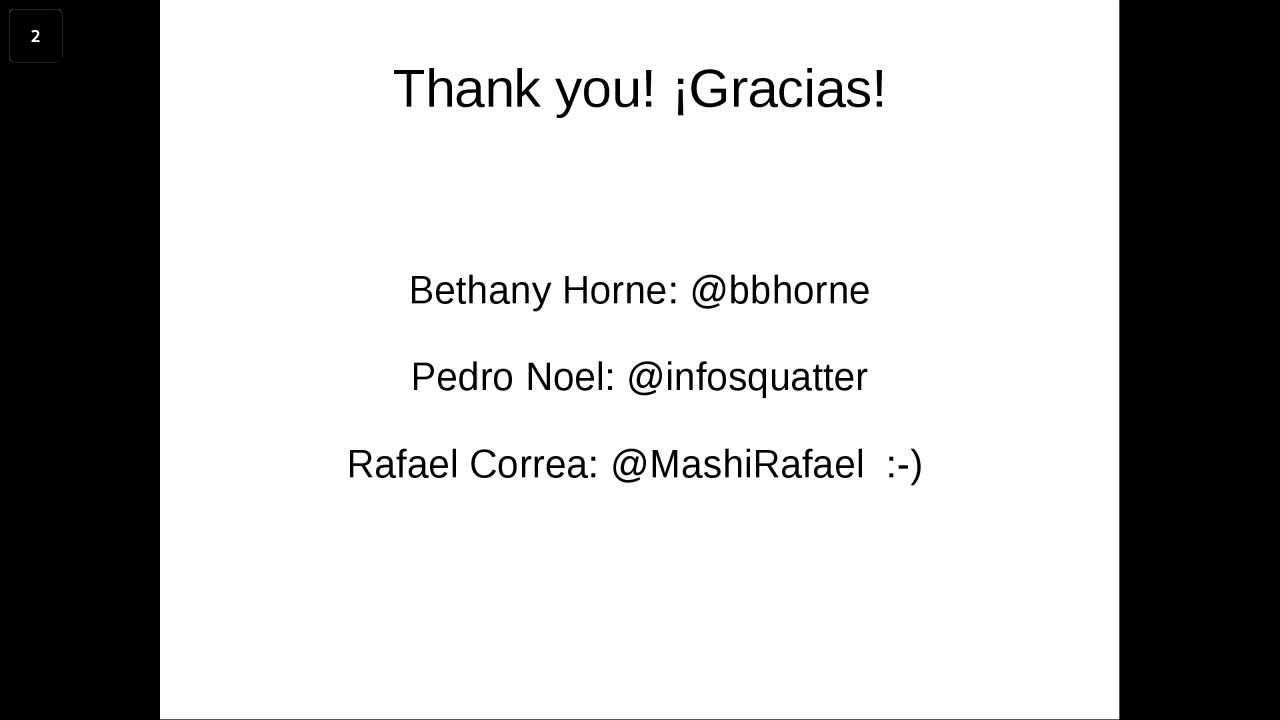 2
Thank you! ¡Gracias!
Bethany Horne: @bbhorne
Pedro Noel: @infosquatter
Rafael Correa: @MashiRafael :-)